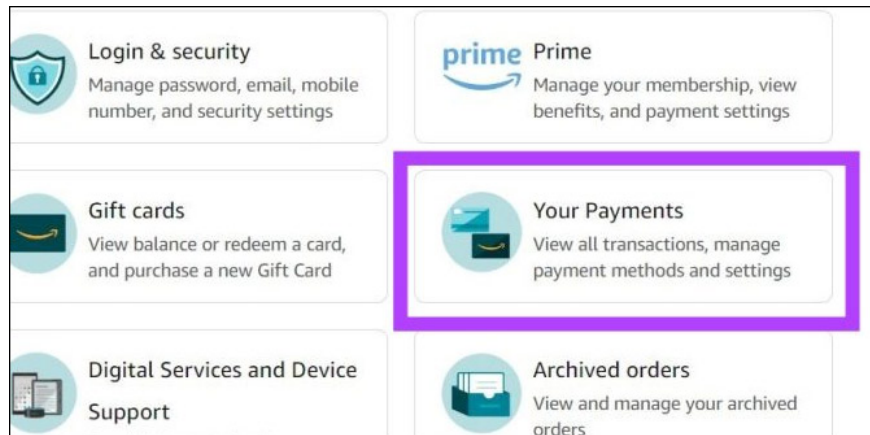 Login & security
Manage password, email, mobile
number, and security settings
prime
Prime
Manage your membership, view
benefits, and payment settings
Gift cards
View balance or redeem a card,
and purchase a new Gift Card
Your Payments
View all transactions, manage
payment methods and settings
Digital Services and Device
Support
Archived orders
View and manage your archived
orders